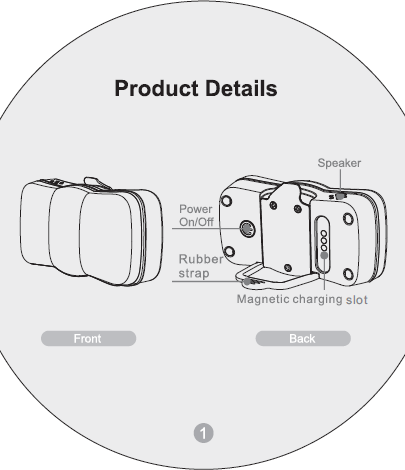 Product Details
Speaker
Power
On/Off
Rubber
strap
Magnetic charging slot
Front
Back
1